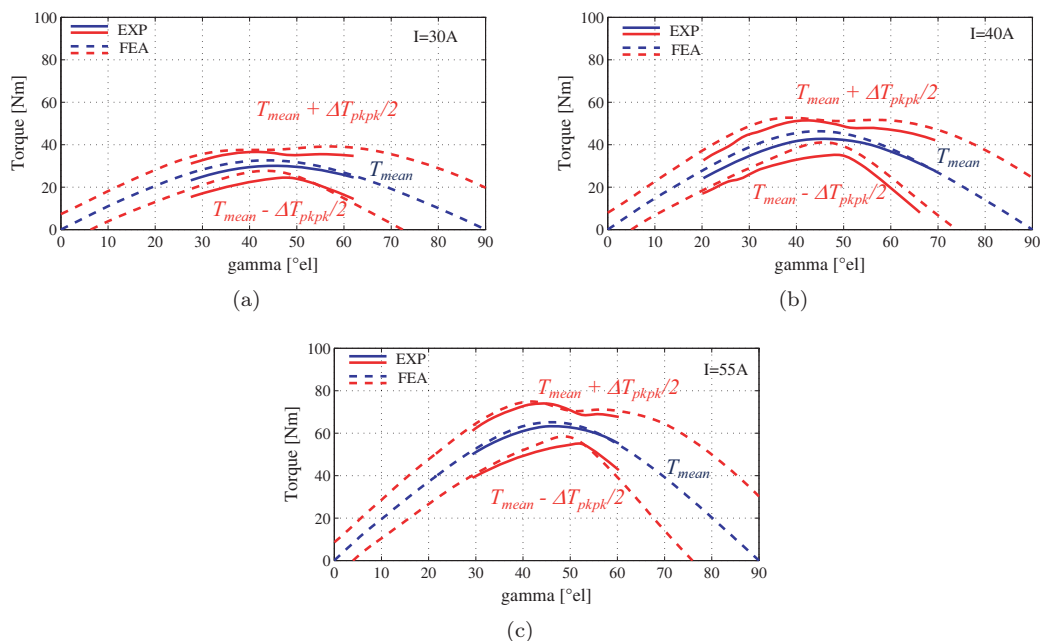 100
80
60
40
20
0
Torque [Nm]
EXP
FEA
I=30A
T_mean + ΔT_pkpk/2
T_mean
T_mean - ΔT_pkpk/2
0 10 20 30 40 50 60 70 80 90
gamma [°el]
(a)
100
80
60
40
20
0
Torque [Nm]
EXP
FEA
I=40A
T_mean + ΔT_pkpk/2
T_mean
T_mean - ΔT_pkpk/2
0 10 20 30 40 50 60 70 80 90
gamma [°el]
(b)
100
80
60
40
20
0
Torque [Nm]
EXP
FEA
I=55A
T_mean + ΔT_pkpk/2
T_mean
T_mean - ΔT_pkpk/2
0 10 20 30 40 50 60 70 80 90
gamma [°el]
(c)